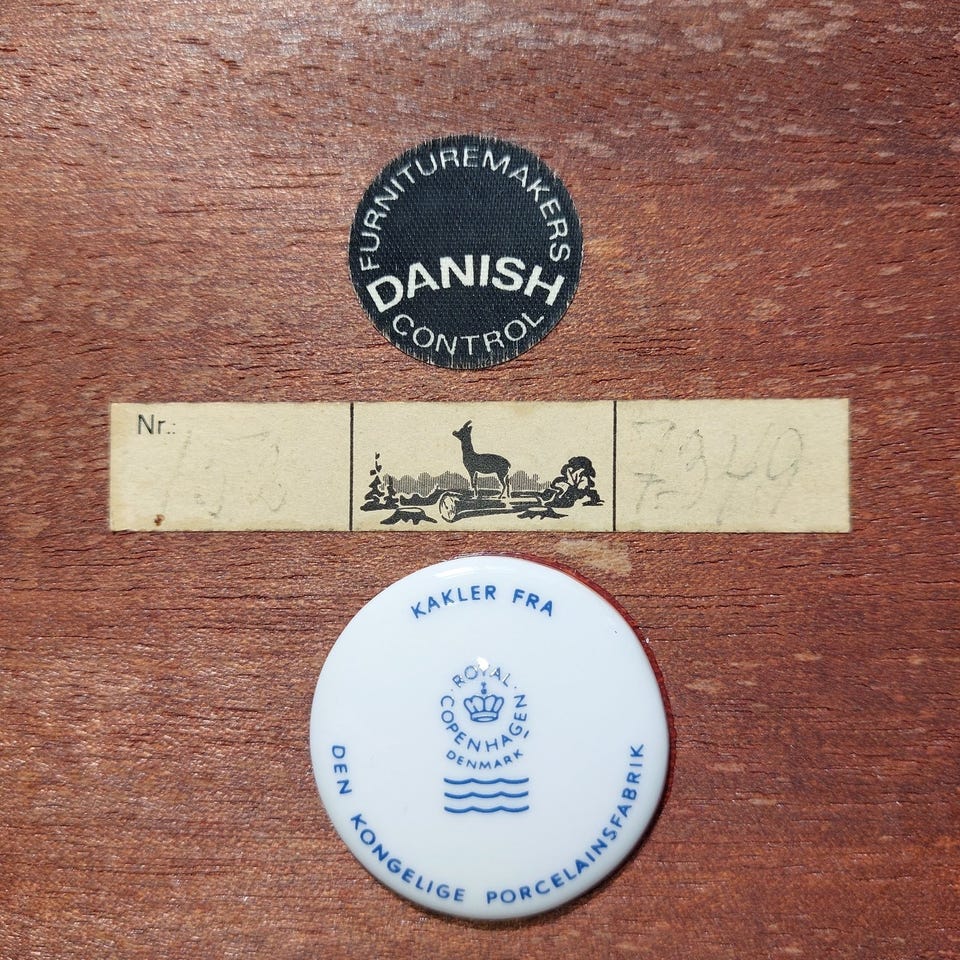 FURNITUREMAKERS
DANISH
CONTROL
Nr.:
KAKLER FRA
ROYAL
COPENHAGEN
DENMARK
DEN KONGELIGE PORCELAINSFABRIK